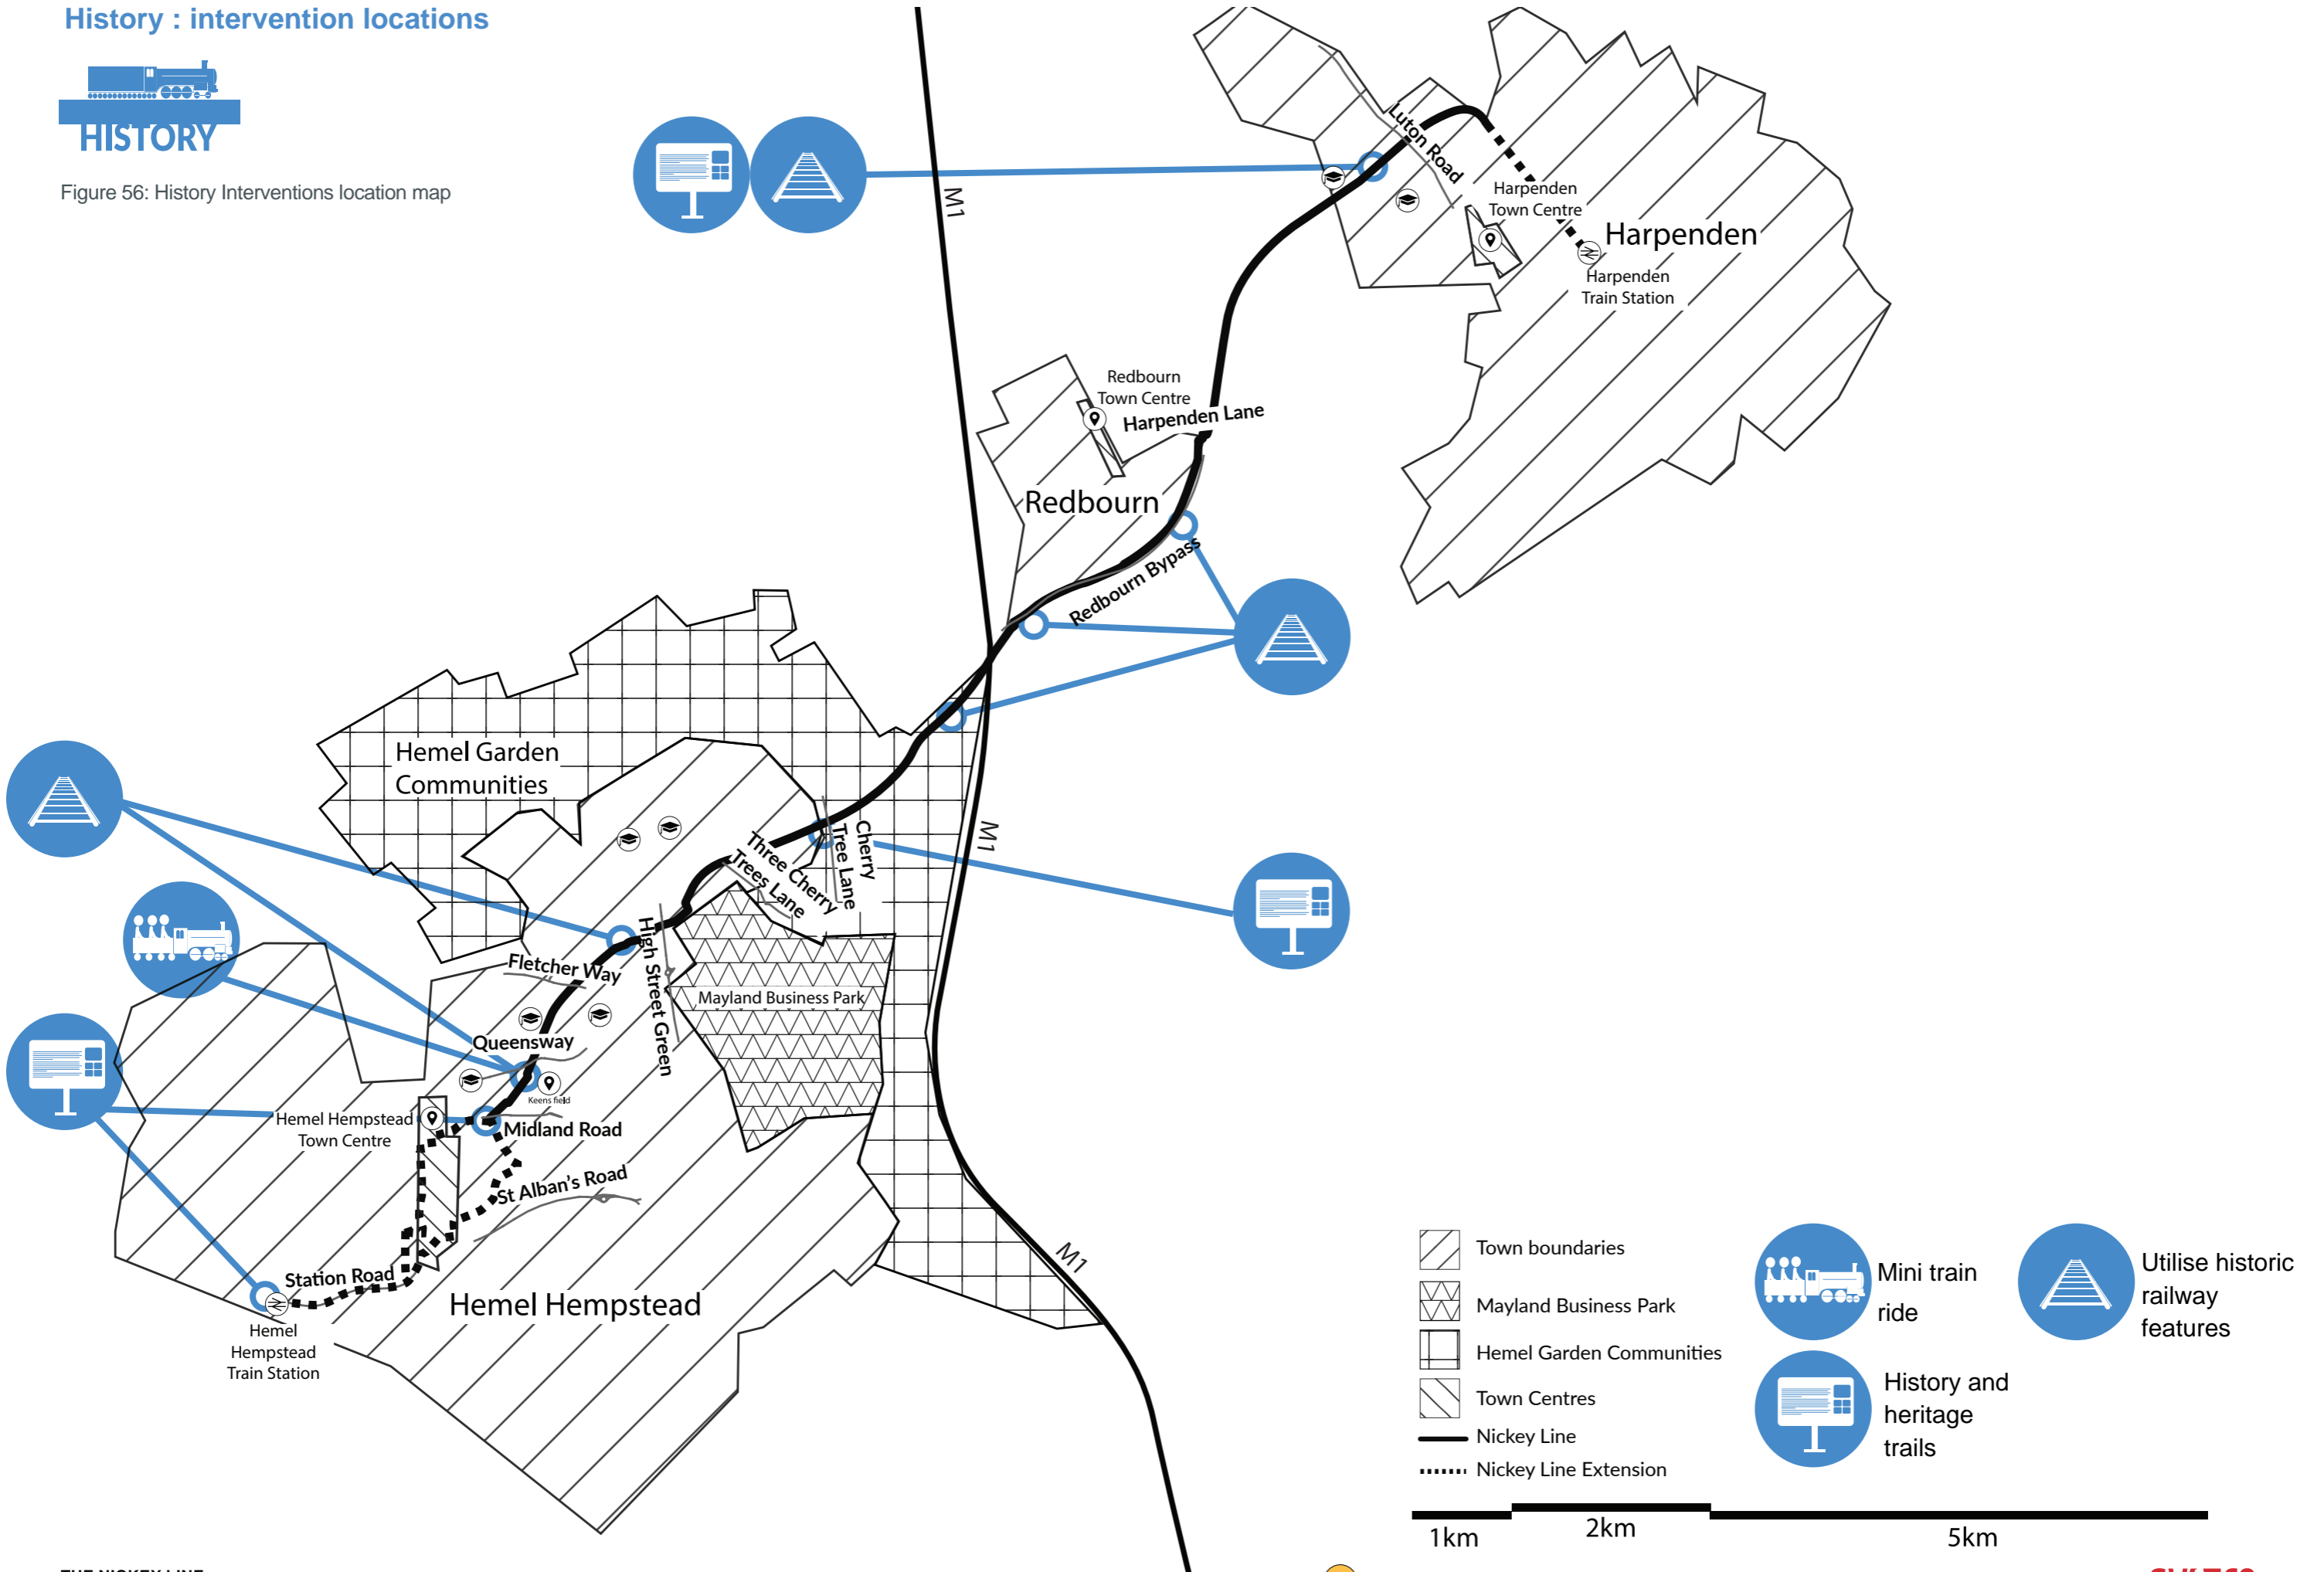 History : intervention locations
HISTORY
Figure 56: History Interventions location map
M1
Luton Road
Harpenden
Town Centre
Harpenden
Harpenden
Train Station
Redbourn
Town Centre
Harpenden Lane
Redbourn
Redbourn Bypass
Hemel Garden
Communities
M1
Cherry
Tree Lane
Three Cherry
Trees Lane
High Street Green
Fletcher Way
Mayland Business Park
Queensway
Keens field
Hemel Hempstead
Town Centre
Midland Road
St Alban's Road
Station Road
Hemel Hempstead
Hemel
Hempstead
Train Station
M1
Town boundaries
Mayland Business Park
Hemel Garden Communities
Town Centres
Nickey Line
Nickey Line Extension
Mini train
ride
History and
heritage
trails
Utilise historic
railway
features
1km
2km
5km